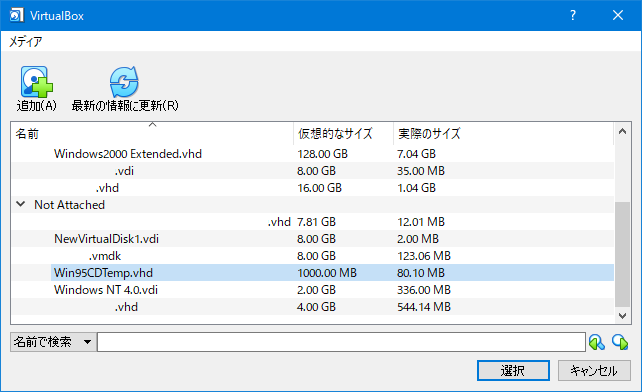 VirtualBox
メディア
追加(A) 最新の情報に更新(R)
名前 仮想的なサイズ 実際のサイズ
Windows2000 Extended.vhd 128.00 GB 7.04 GB
.vdi 8.00 GB 35.00 MB
.vhd 16.00 GB 1.04 GB
Not Attached
.vhd 7.81 GB 12.01 MB
NewVirtualDisk1.vdi 8.00 GB 2.00 MB
.vmdk 8.00 GB 123.06 MB
Win95CDTemp.vhd 1000.00 MB 80.10 MB
Windows NT 4.0.vdi 2.00 GB 336.00 MB
.vhd 4.00 GB 544.14 MB
名前で検索
選択 キャンセル